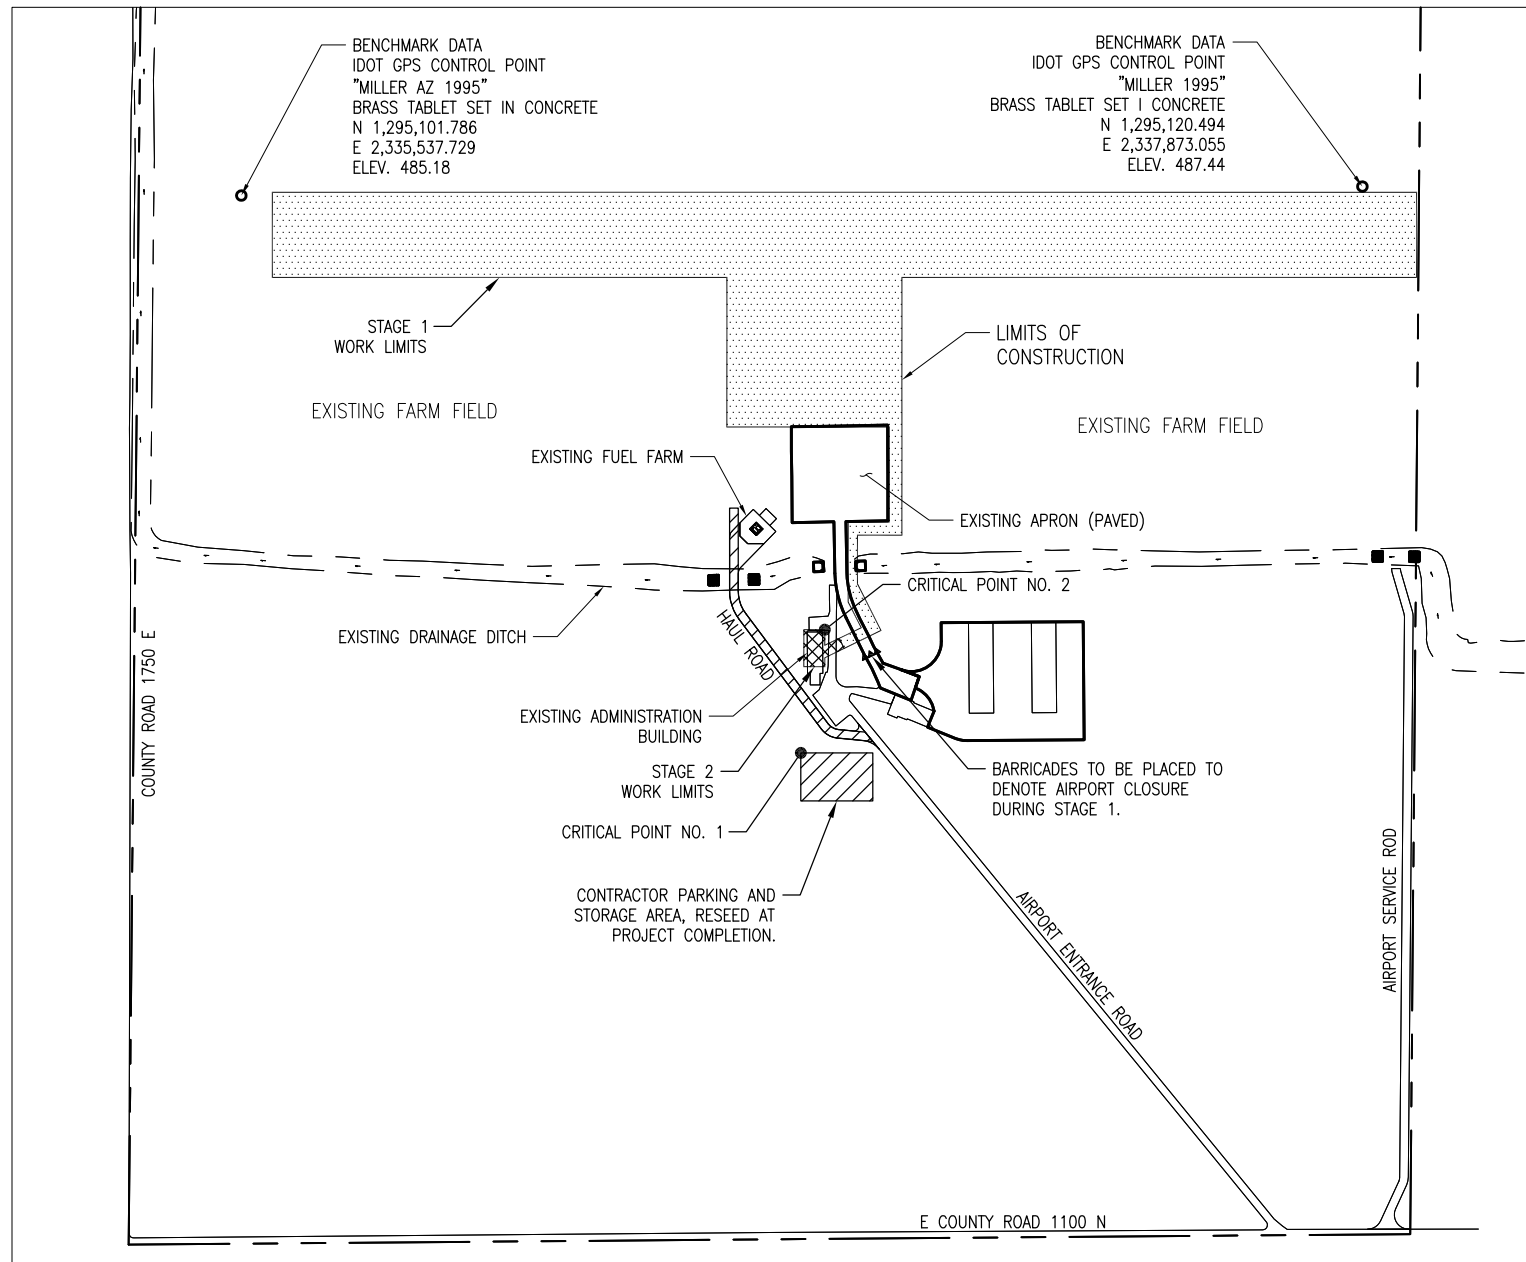 BENCHMARK DATA
IDOT GPS CONTROL POINT
"MILLER AZ 1995"
BRASS TABLET SET IN CONCRETE
N 1,295,101.786
E 2,335,537.729
ELEV. 485.18
BENCHMARK DATA
IDOT GPS CONTROL POINT
"MILLER 1995"
BRASS TABLET SET I CONCRETE
N 1,295,120.494
E 2,337,873.055
ELEV. 487.44
STAGE 1
WORK LIMITS
LIMITS OF
CONSTRUCTION
EXISTING FARM FIELD
EXISTING FARM FIELD
EXISTING FUEL FARM
EXISTING APRON (PAVED)
CRITICAL POINT NO. 2
EXISTING DRAINAGE DITCH
HAUL ROAD
COUNTY ROAD 1750 E
EXISTING ADMINISTRATION
BUILDING
STAGE 2
WORK LIMITS
BARRICADES TO BE PLACED TO
DENOTE AIRPORT CLOSURE
DURING STAGE 1.
CRITICAL POINT NO. 1
CONTRACTOR PARKING AND
STORAGE AREA, RESEED AT
PROJECT COMPLETION.
AIRPORT ENTRANCE ROAD
AIRPORT SERVICE ROD
E COUNTY ROAD 1100 N